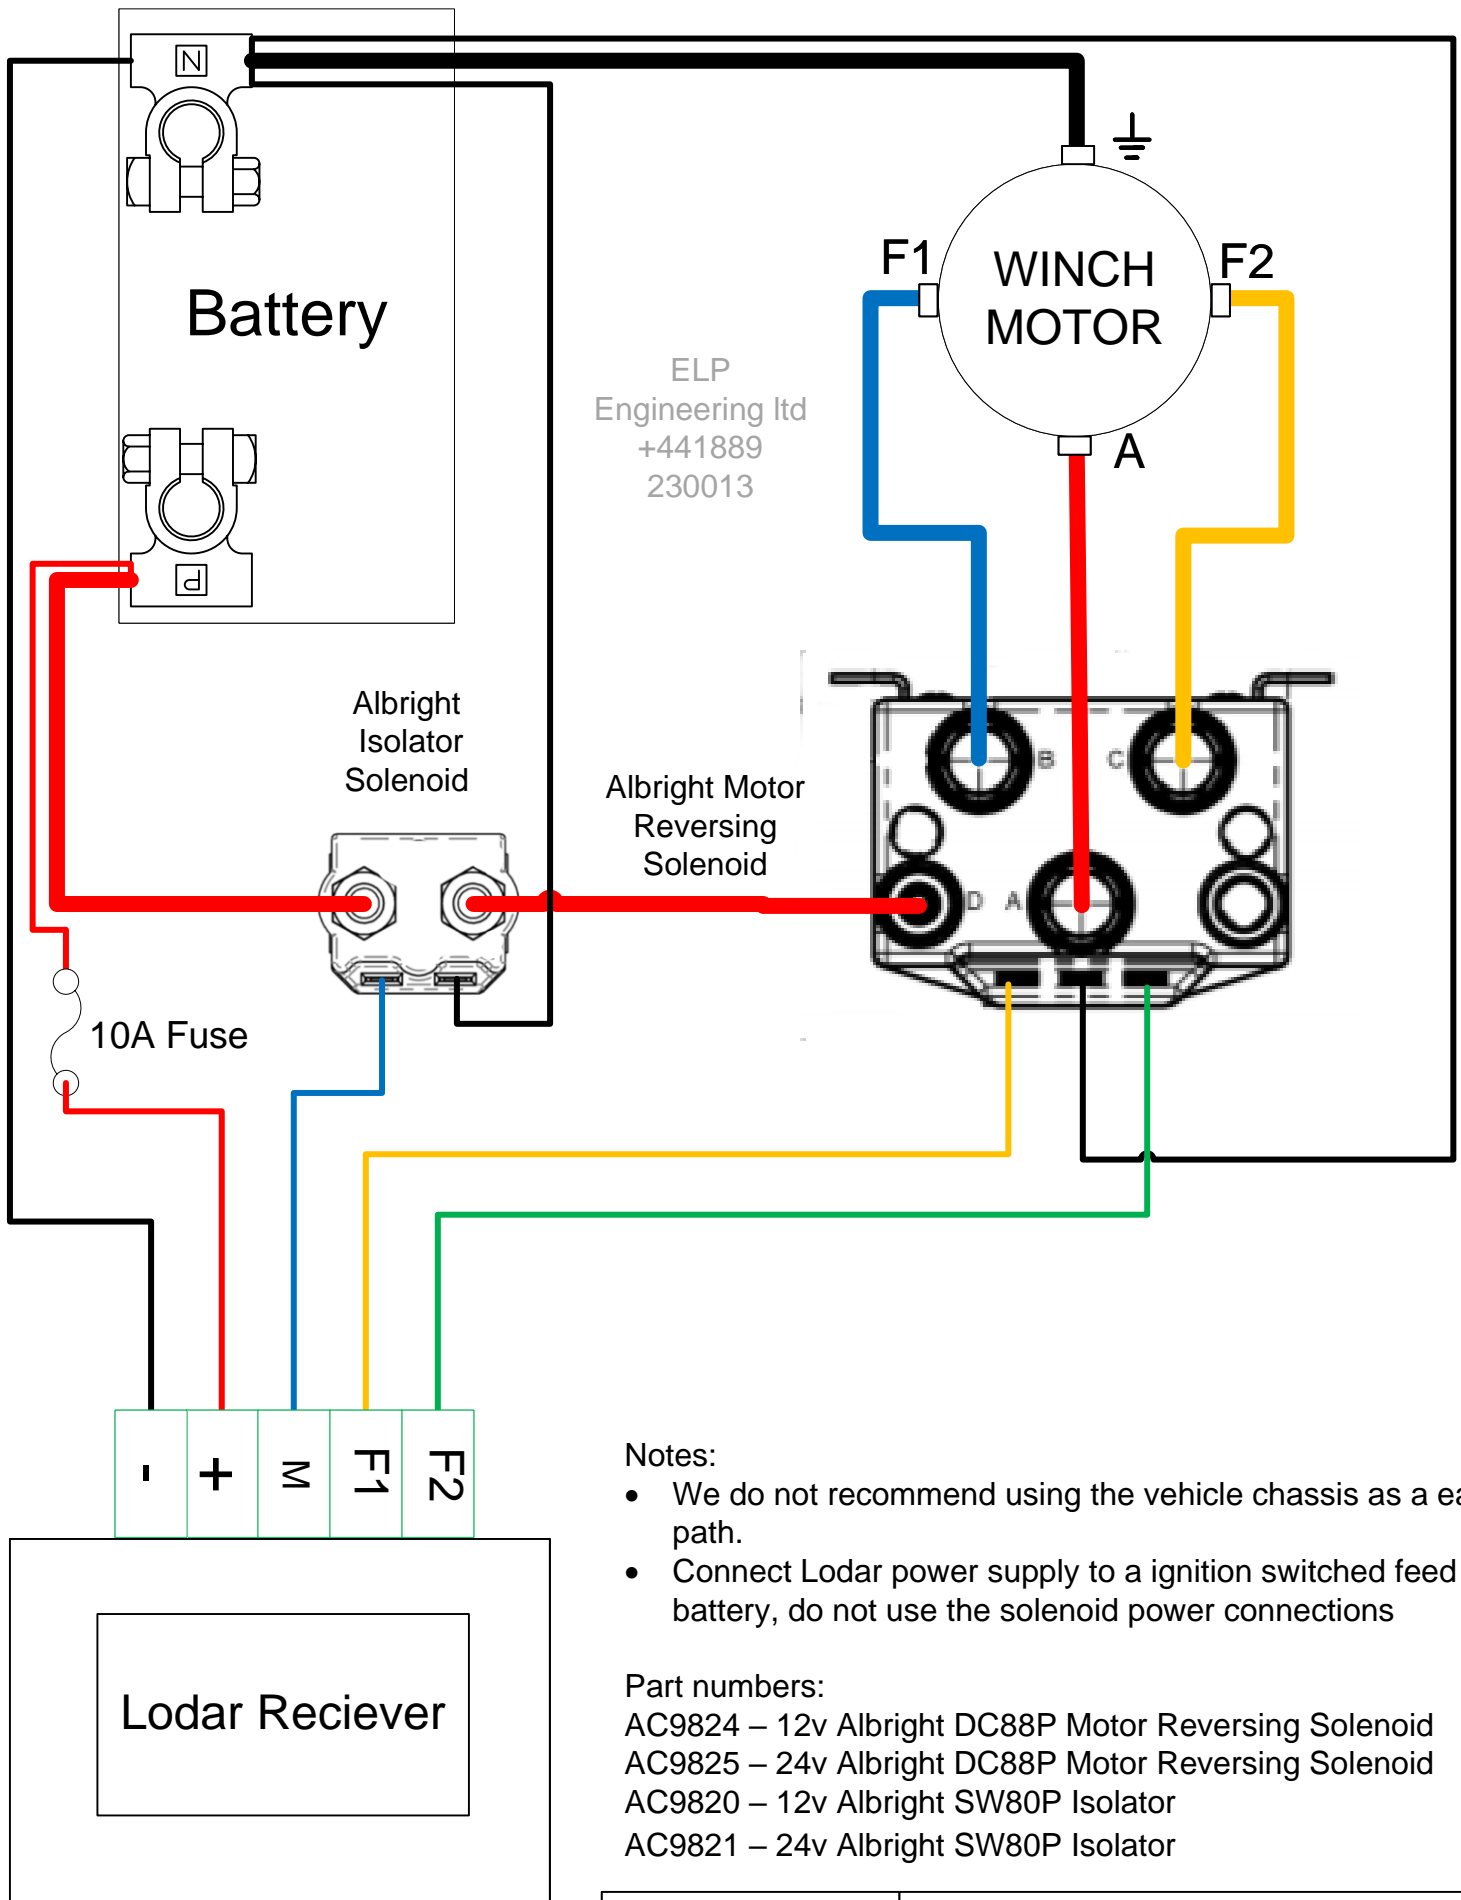 N
Battery
P
ELP
Engineering ltd
+441889
230013
F1
WINCH
MOTOR
F2
A
Albright
Isolator
Solenoid
Albright Motor
Reversing
Solenoid
B
C
D
A
10A Fuse
-
+
M
F1
F2
Lodar Reciever
Notes:
• We do not recommend using the vehicle chassis as a
path.
• Connect Lodar power supply to a ignition switched feed
battery, do not use the solenoid power connections
Part numbers:
AC9824 – 12v Albright DC88P Motor Reversing Solenoid
AC9825 – 24v Albright DC88P Motor Reversing Solenoid
AC9820 – 12v Albright SW80P Isolator
AC9821 – 24v Albright SW80P Isolator